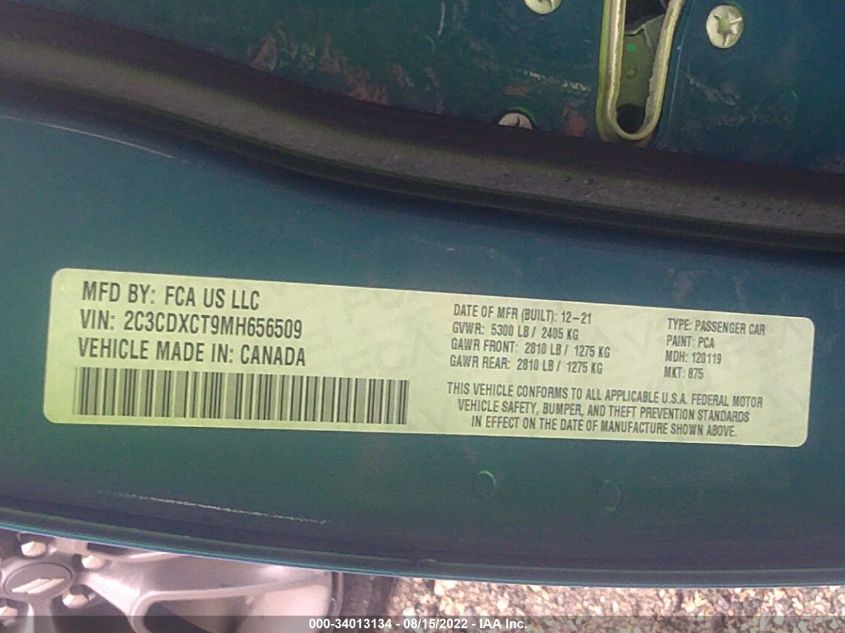 MFD BY: FCA US LLC
VIN: 2C3CDXCT9MH656509
VEHICLE MADE IN: CANADA
DATE OF MFR (BUILT): 12-21
GVWR: 5300 LB / 2405 KG
GAWR FRONT: 2810 LB / 1275 KG
GAWR REAR: 2810 LB / 1275 KG
TYPE: PASSENGER CAR
PAINT: PCA
MDH: 120119
MKT: 875
THIS VEHICLE CONFORMS TO ALL APPLICABLE U.S.A. FEDERAL MOTOR
VEHICLE SAFETY, BUMPER, AND THEFT PREVENTION STANDARDS
IN EFFECT ON THE DATE OF MANUFACTURE SHOWN ABOVE.
000-34013134 - 08/15/2022 - IAA Inc.